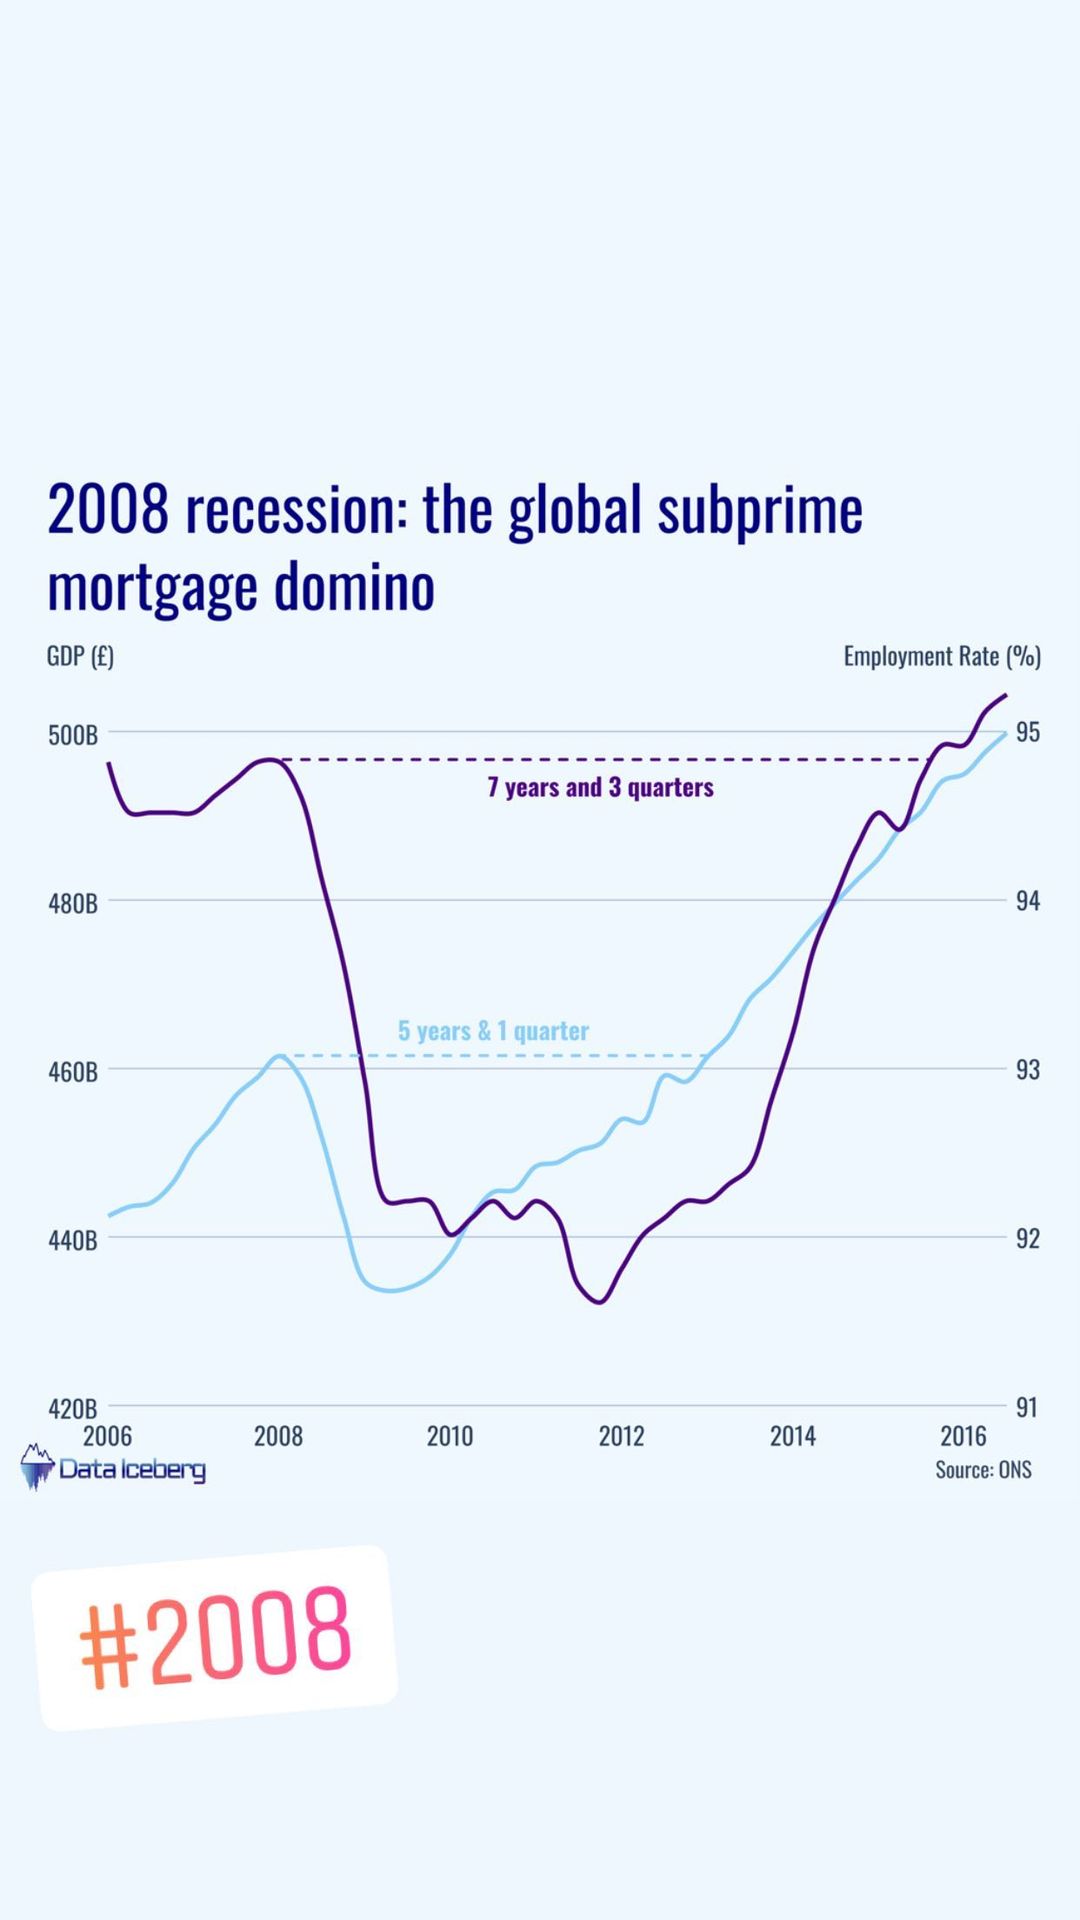 2008 recession: the global subprime
mortgage domino
GDP (£)
Employment Rate (%)
500B
95
7 years and 3 quarters
480B
94
5 years & 1 quarter
460B
93
440B
92
420B
91
2006 2008 2010 2012 2014 2016
Data Iceberg
Source: ONS
#2008